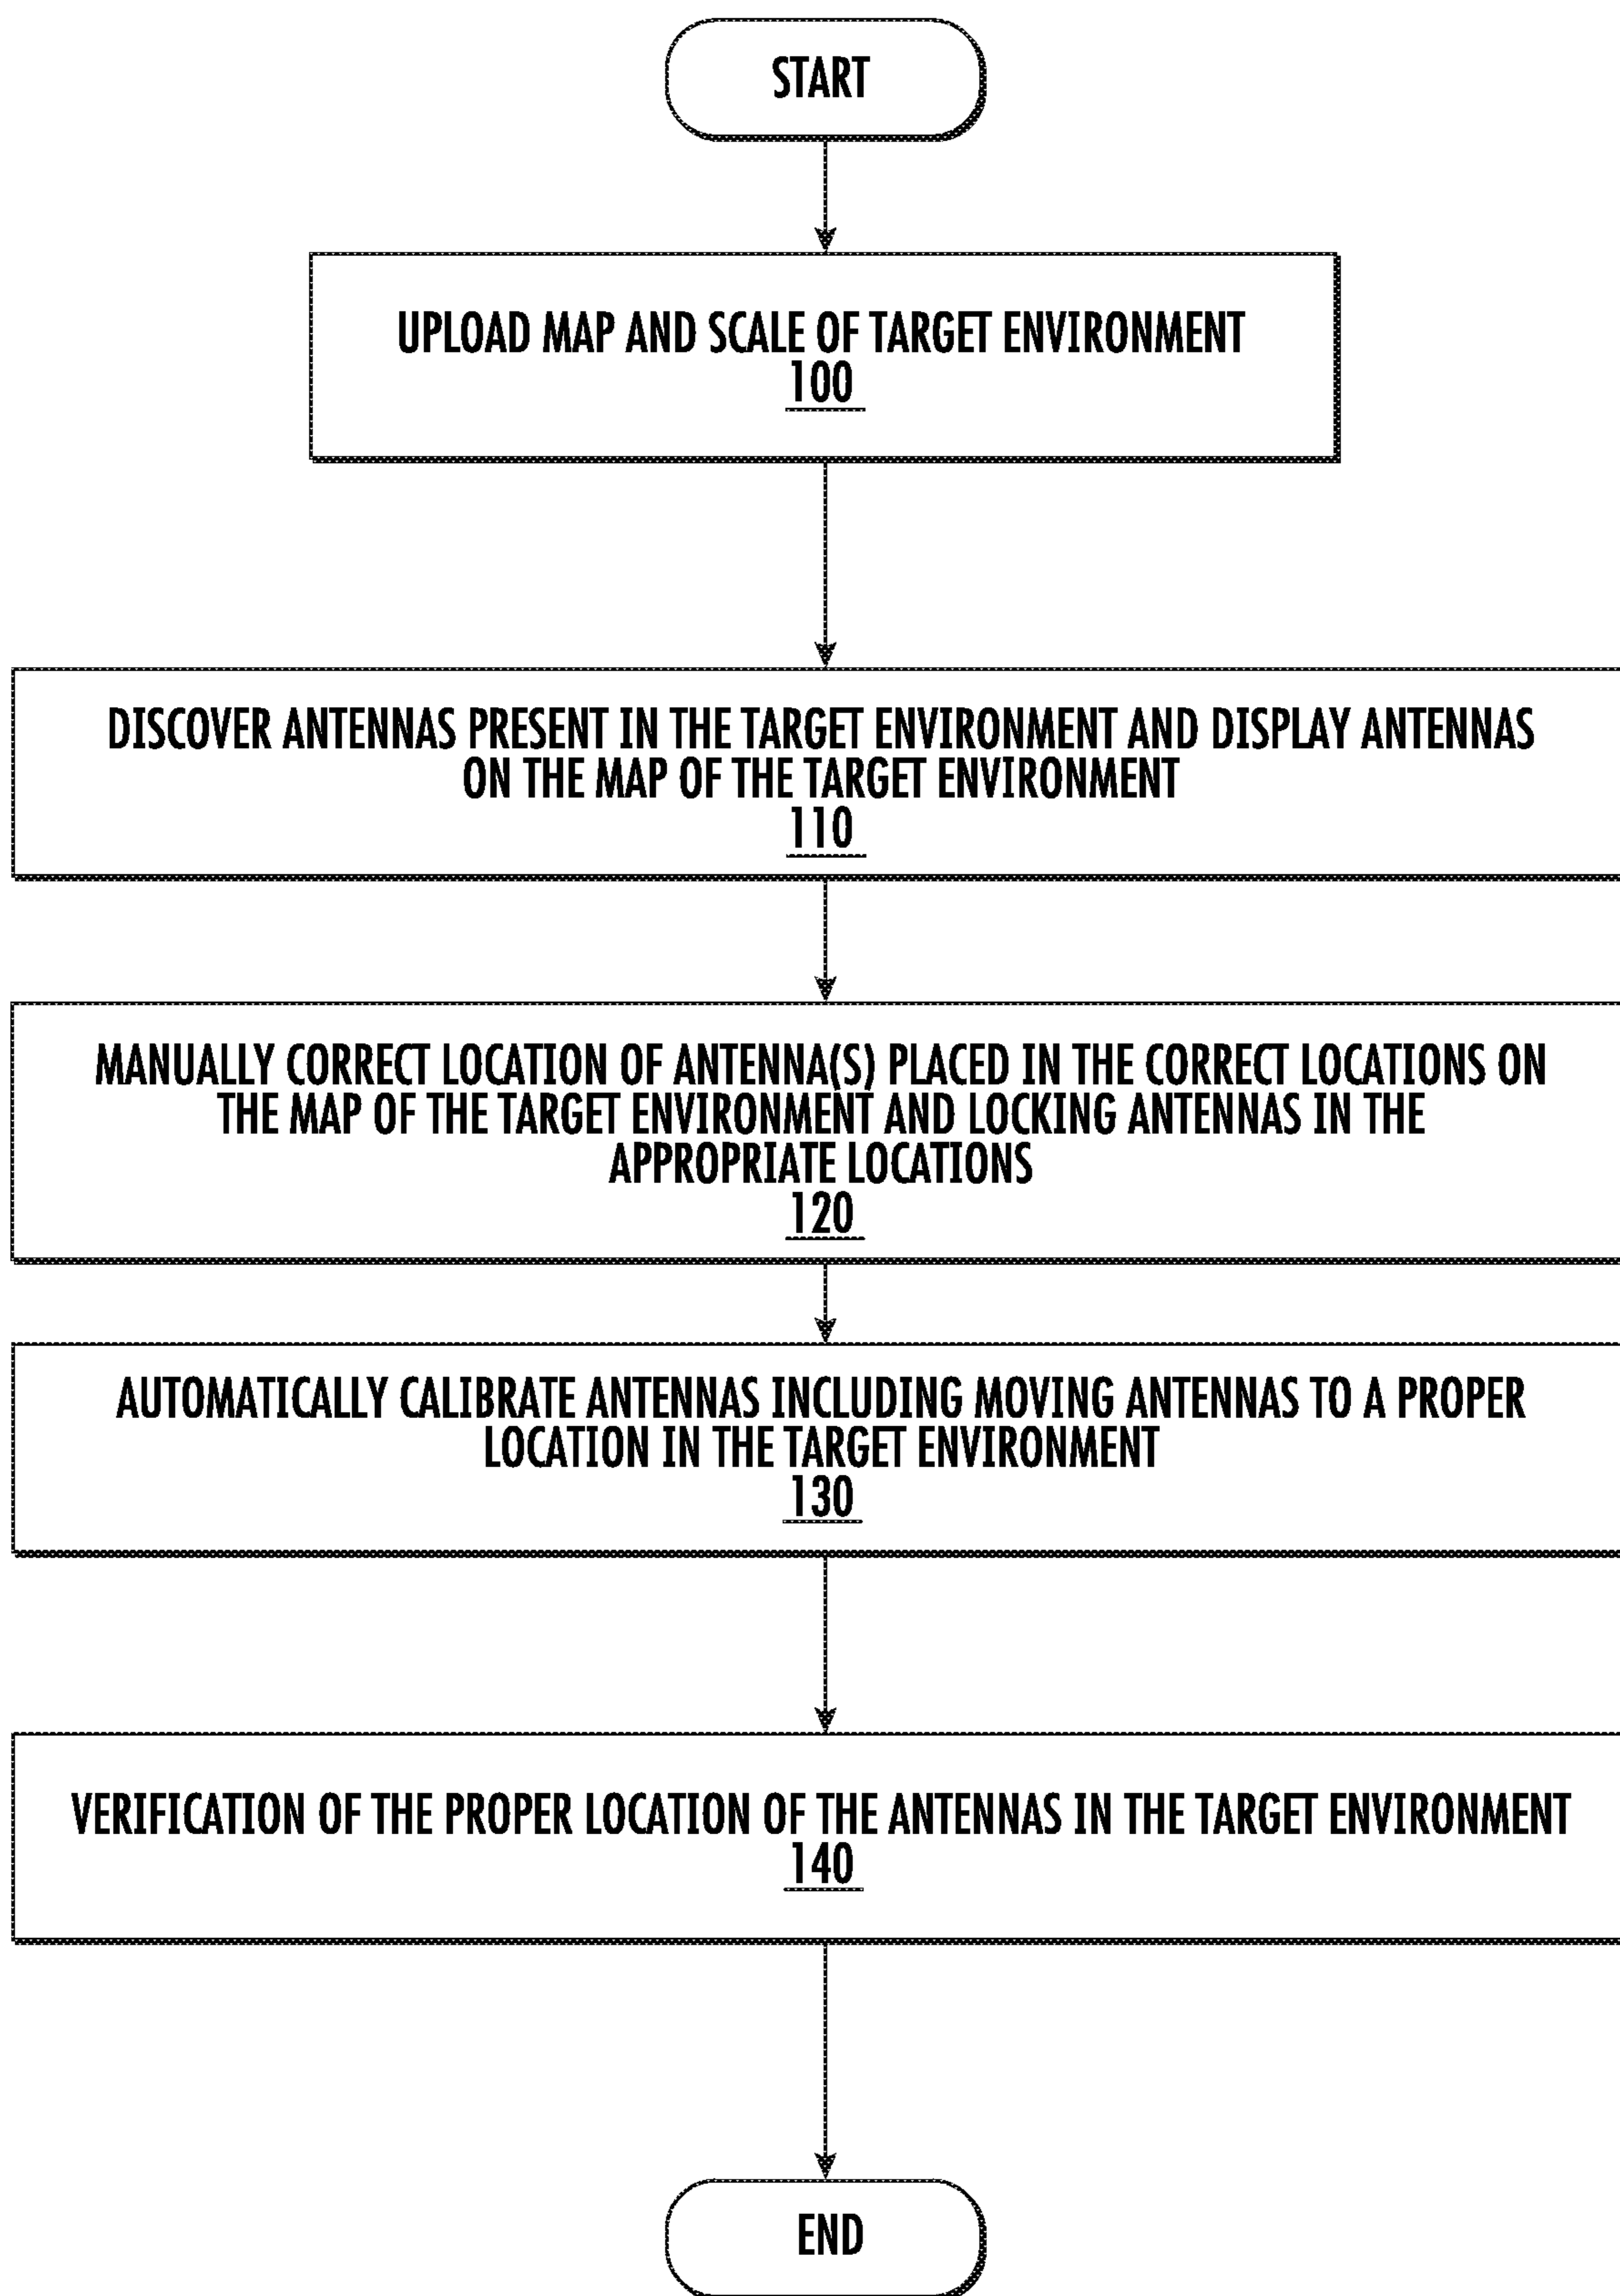 START
UPLOAD MAP AND SCALE OF TARGET ENVIRONMENT
100
DISCOVER ANTENNAS PRESENT IN THE TARGET ENVIRONMENT AND DISPLAY ANTENNAS
ON THE MAP OF THE TARGET ENVIRONMENT
110
MANUALLY CORRECT LOCATION OF ANTENNA(S) PLACED IN THE CORRECT LOCATIONS ON
THE MAP OF THE TARGET ENVIRONMENT AND LOCKING ANTENNAS IN THE
APPROPRIATE LOCATIONS
120
AUTOMATICALLY CALIBRATE ANTENNAS INCLUDING MOVING ANTENNAS TO A PROPER
LOCATION IN THE TARGET ENVIRONMENT
130
VERIFICATION OF THE PROPER LOCATION OF THE ANTENNAS IN THE TARGET ENVIRONMENT
140
END